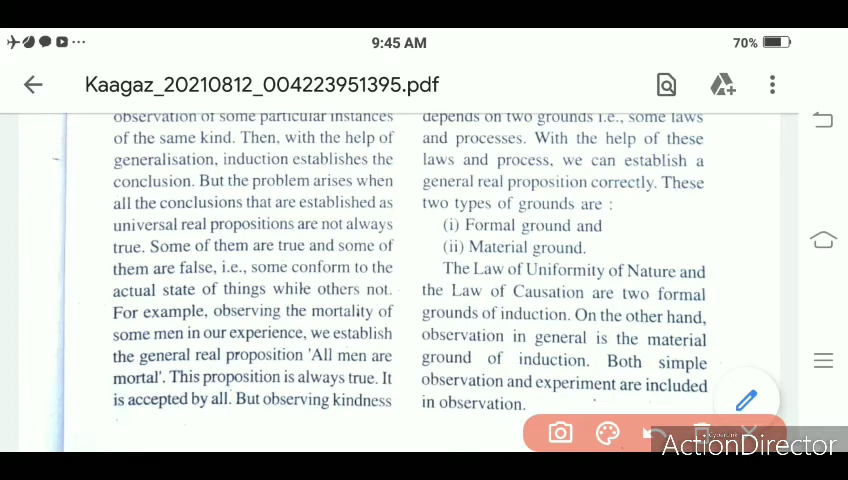 9:45 AM
70%
Kaagaz_20210812_004223951395.pdf
observation of some particular instances
of the same kind. Then, with the help of
generalisation, induction establishes the
conclusion. But the problem arises when
all the conclusions that are established as
universal real propositions are not always
true. Some of them are true and some of
them are false, i.e., some conform to the
actual state of things while others not.
For example, observing the mortality of
some men in our experience, we establish
the general real proposition 'All men are
mortal'. This proposition is always true. It
is accepted by all. But observing kindness
depends on two grounds i.e., some laws
and processes. With the help of these
laws and process, we can establish a
general real proposition correctly. These
two types of grounds are :
(i) Formal ground and
(ii) Material ground.
The Law of Uniformity of Nature and
the Law of Causation are two formal
grounds of induction. On the other hand,
observation in general is the material
ground of induction. Both simple
observation and experiment are included
in observation.
CyberLink
ActionDirector